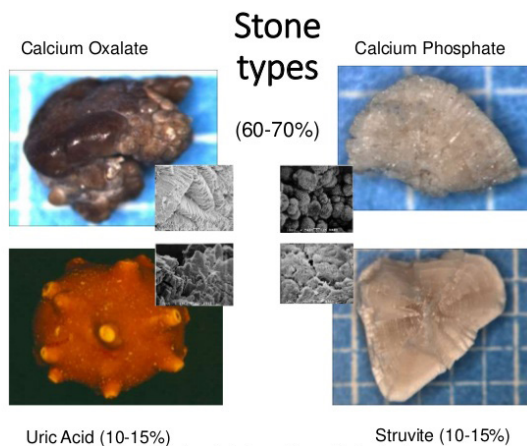 Stone
types
Calcium Oxalate
Calcium Phosphate
(60-70%)
Uric Acid (10-15%)
Struvite (10-15%)